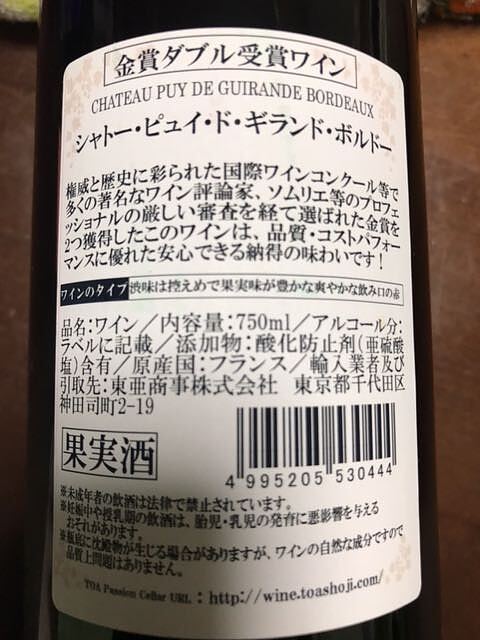 金賞ダブル受賞ワイン
CHATEAU PUY DE GUIRANDE BORDEAUX
シャトー・ピュイ・ド・ギランド・ボルドー
権威と歴史に彩られた国際ワインコンクール等で
多くの著名なワイン評論家、ソムリエ等のプロフェ
ッショナルの厳しい審査を経て選ばれた金賞を
2つ獲得したこのワインは、品質・コストパフォー
マンスに優れた安心できる納得の味わいです!
ワインのタイプ 渋味は控えめで果実味が豊かな爽やかな飲み口の赤
品名:ワイン/内容量:750ml/アルコール分:
ラベルに記載/添加物:酸化防止剤(亜硫酸
塩)含有/原産国:フランス/輸入業者及び
引取先:東亜商事株式会社 東京都千代田区
神田司町2-19
果実酒
4 995205 530444
※未成年者の飲酒は法律で禁止されています。
※妊娠中や授乳期の飲酒は、胎児・乳児の発育に悪影響を与える
おそれがあります。
※瓶底に沈殿物が生じる場合がありますが、ワインの自然な成分ですので
品質上問題はありません。
TOA Passion Cellar URL : http://wine.toashoji.com/